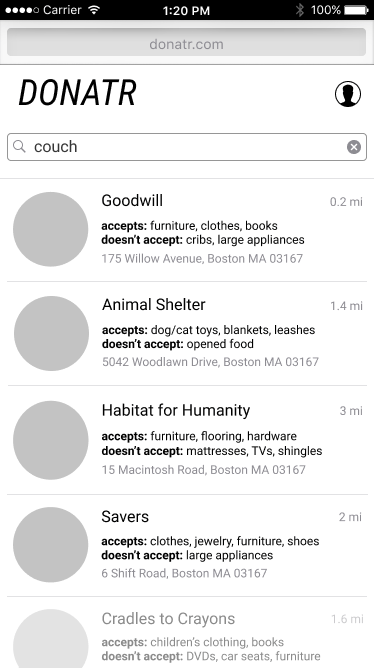 Carrier 1:20 PM 100%
donatr.com
DONATR
couch
Goodwill 0.2 mi
accepts: furniture, clothes, books
doesn't accept: cribs, large appliances
175 Willow Avenue, Boston MA 03167
Animal Shelter 1.4 mi
accepts: dog/cat toys, blankets, leashes
doesn't accept: opened food
5042 Woodlawn Drive, Boston MA 03167
Habitat for Humanity 3 mi
accepts: furniture, flooring, hardware
doesn't accept: mattresses, TVs, shingles
15 Macintosh Road, Boston MA 03167
Savers 2 mi
accepts: clothes, jewelry, furniture, shoes
doesn't accept: large appliances
6 Shift Road, Boston MA 03167
Cradles to Crayons 1.6 mi
accepts: children's clothing, books
doesn't accept: DVDs, car seats, furniture